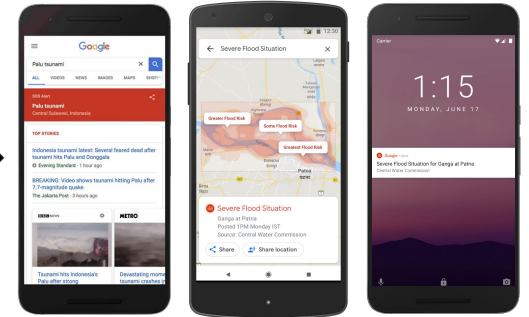 Google
Palu tsunami
ALL VIDEOS NEWS IMAGES MAPS
SOS Alert
Palu tsunami
Central Sulawesi, Indonesia
TOP STORIES
Indonesia tsunami latest: Several feared dead after
tsunami hits Palu and Donggala
Evening Standard · 1 hour ago
BREAKING: Video shows tsunami hitting Palu after
7.7-magnitude quake
The Jakarta Post · 3 hours ago
BBC NEWS
METRO
Tsunami hits Indonesia's
Palu after strong
Devastating mome
tsunami crashes in
12:30
Severe Flood Situation
Greater Flood Risk
Some Flood Risk
Greatest Flood Risk
Patna
Severe Flood Situation
Ganga at Patna
Posted 1PM Monday IST
Source: Central Water Commission
Share
Share location
Carrier
1:15
MONDAY, JUNE 17
Google
Severe Flood Situation for Ganga at Patna
Central Water Commission